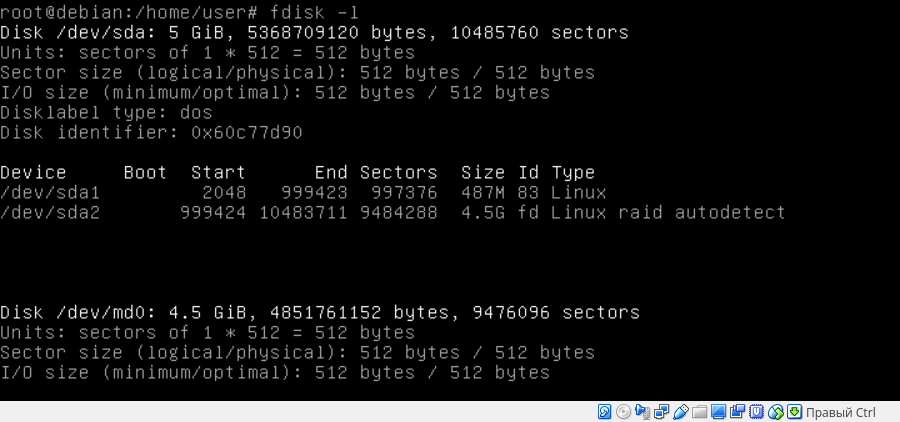 root@debian:/home/user# fdisk -l
Disk /dev/sda: 5 GiB, 5368709120 bytes, 10485760 sectors
Units: sectors of 1 * 512 = 512 bytes
Sector size (logical/physical): 512 bytes / 512 bytes
I/O size (minimum/optimal): 512 bytes / 512 bytes
Disklabel type: dos
Disk identifier: 0x60c77d90
Device     Boot  Start      End Sectors  Size Id Type
/dev/sda1         2048   999423  997376  487M 83 Linux
/dev/sda2       999424 10483711 9484288  4.5G fd Linux raid autodetect
Disk /dev/md0: 4.5 GiB, 4851761152 bytes, 9476096 sectors
Units: sectors of 1 * 512 = 512 bytes
Sector size (logical/physical): 512 bytes / 512 bytes
I/O size (minimum/optimal): 512 bytes / 512 bytes
Правый Ctrl